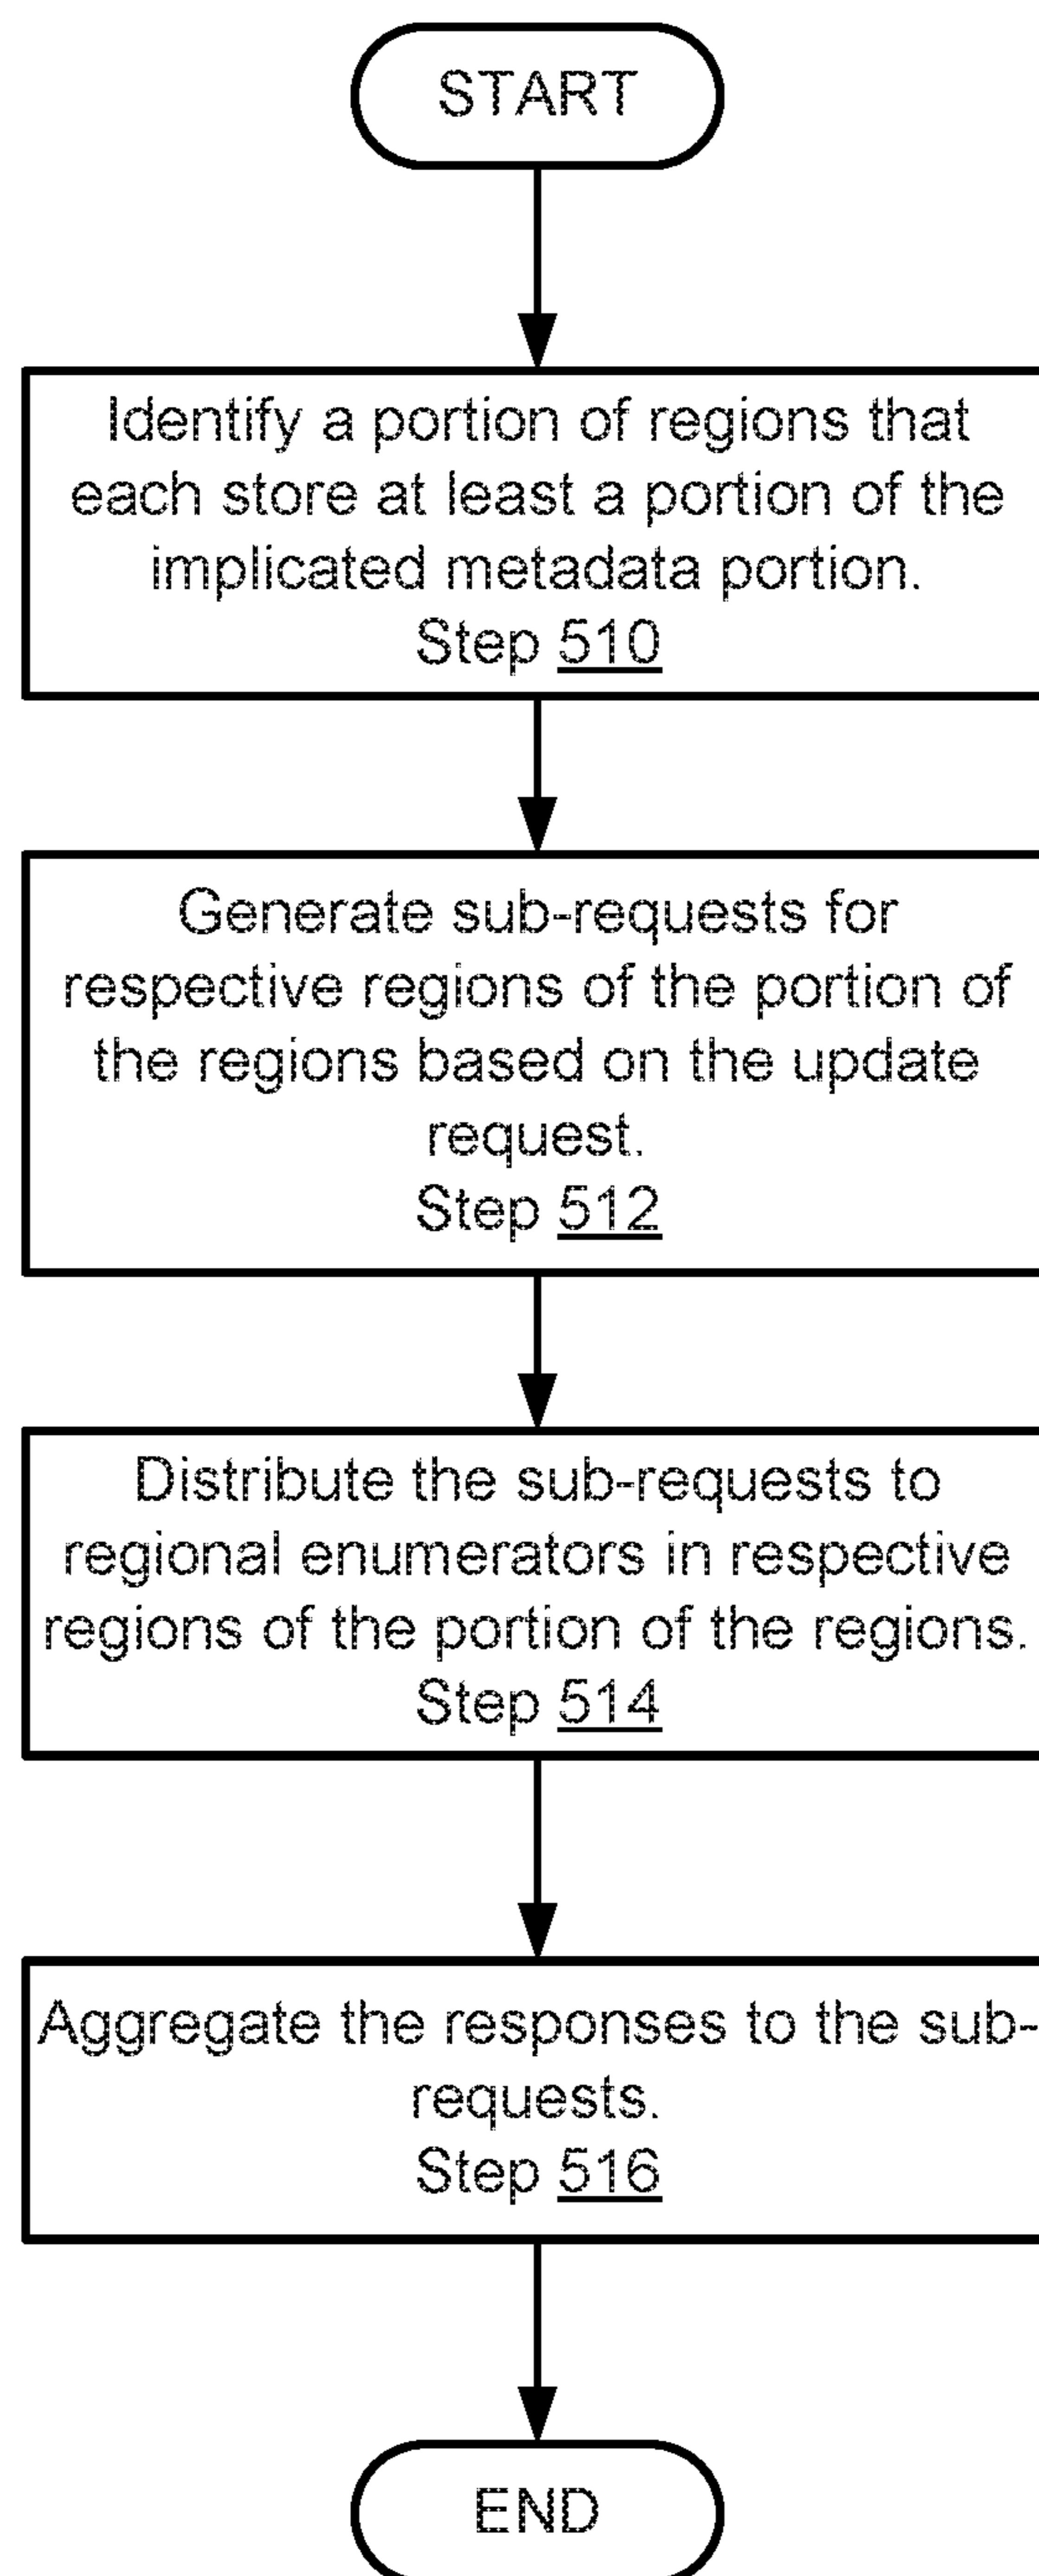 START
Identify a portion of regions that
each store at least a portion of the
implicated metadata portion.
Step 510
Generate sub-requests for
respective regions of the portion of
the regions based on the update
request.
Step 512
Distribute the sub-requests to
regional enumerators in respective
regions of the portion of the regions.
Step 514
Aggregate the responses to the sub-
requests.
Step 516
END